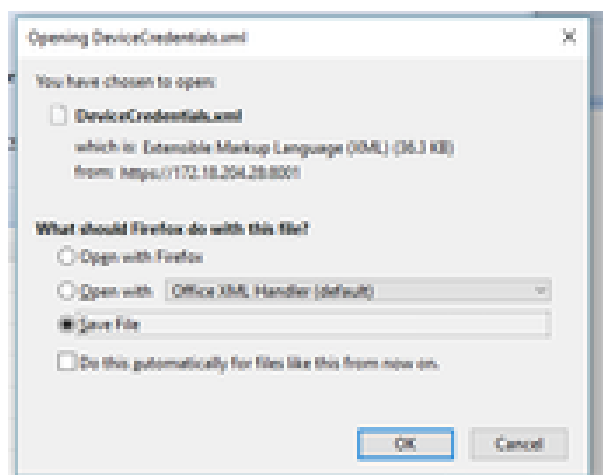 Opening DeviceCredentials.xml
You have chosen to open:
DeviceCredentials.xml
which is: Extensible Markup Language (XML) (36.3 KB)
from: https://172.18.204.28:8001
What should Firefox do with this file?
Open with Firefox
Open with Office XML Handler (default)
Save File
Do this automatically for files like this from now on.
OK Cancel